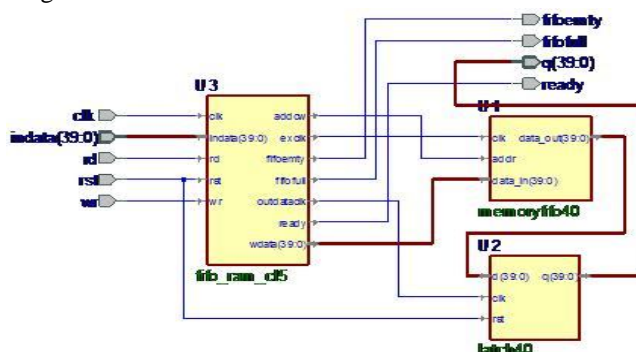 fifoemty
fifofull
q(39:0)
ready
U3
clk
indata(39:0)
rd
rst
wr
clk
indata(39:0)
rd
rst
wr
addcw
exclk
fifoemty
fifofull
outdataclk
ready
wdata(39:0)
fifo_ram_ctl5
clk
addr
data_in(39:0)
data_out(39:0)
memoryfifo40
U2
d(39:0)
q(39:0)
clk
rst
latch40